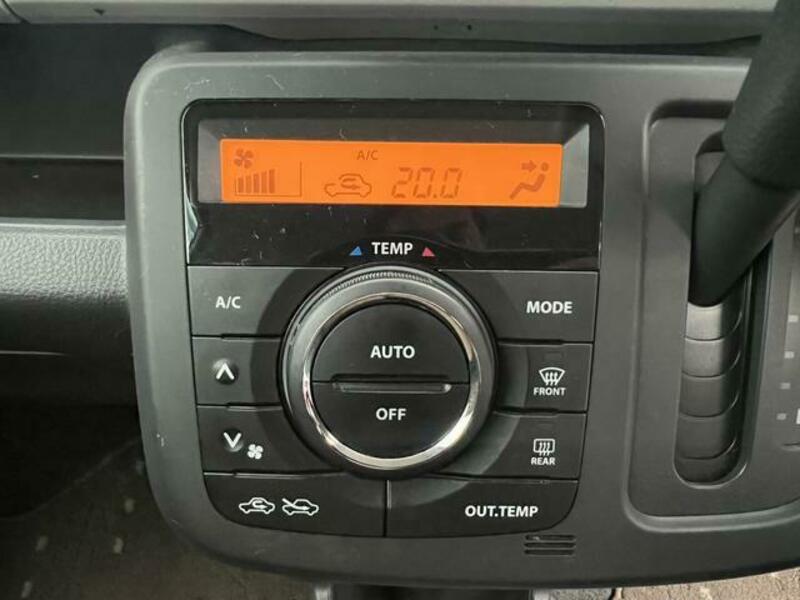 A/C
20.0
TEMP
A/C
MODE
AUTO
FRONT
OFF
REAR
OUT.TEMP